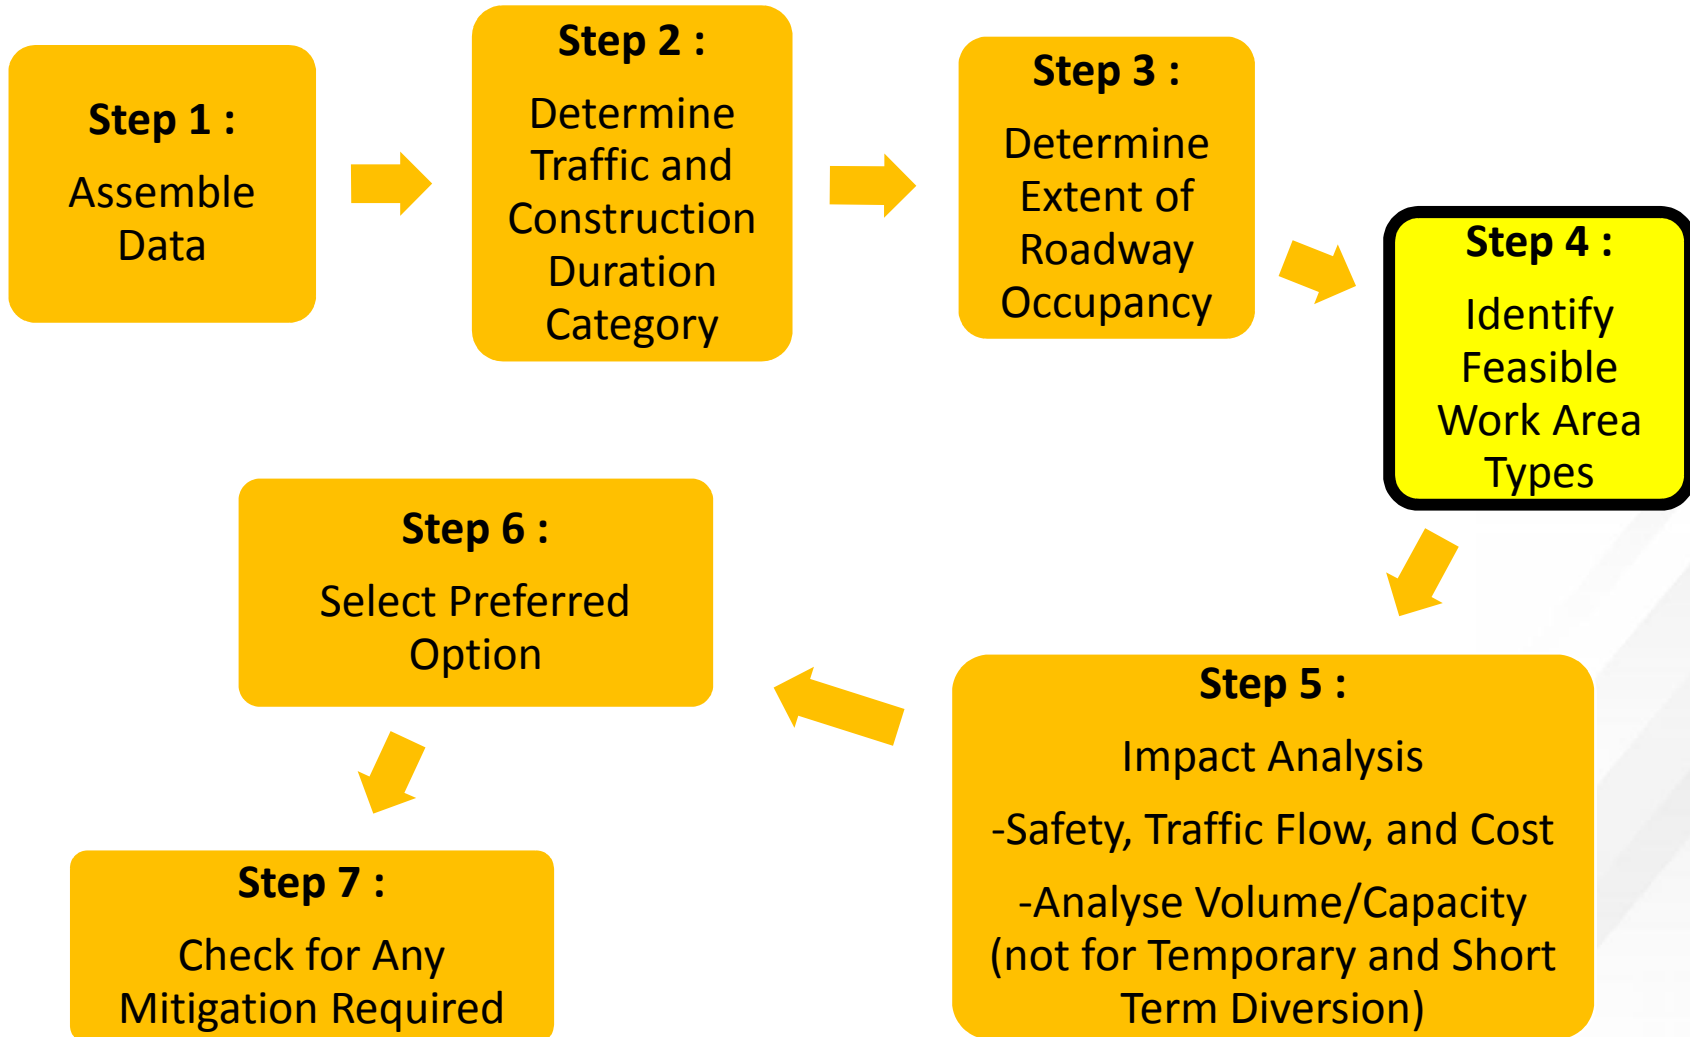 Step 1 :
Assemble
Data
Step 2 :
Determine
Traffic and
Construction
Duration
Category
Step 3 :
Determine
Extent of
Roadway
Occupancy
Step 4 :
Identify
Feasible
Work Area
Types
Step 5 :
Impact Analysis
-Safety, Traffic Flow, and Cost
-Analyse Volume/Capacity
(not for Temporary and Short
Term Diversion)
Step 6 :
Select Preferred
Option
Step 7 :
Check for Any
Mitigation Required